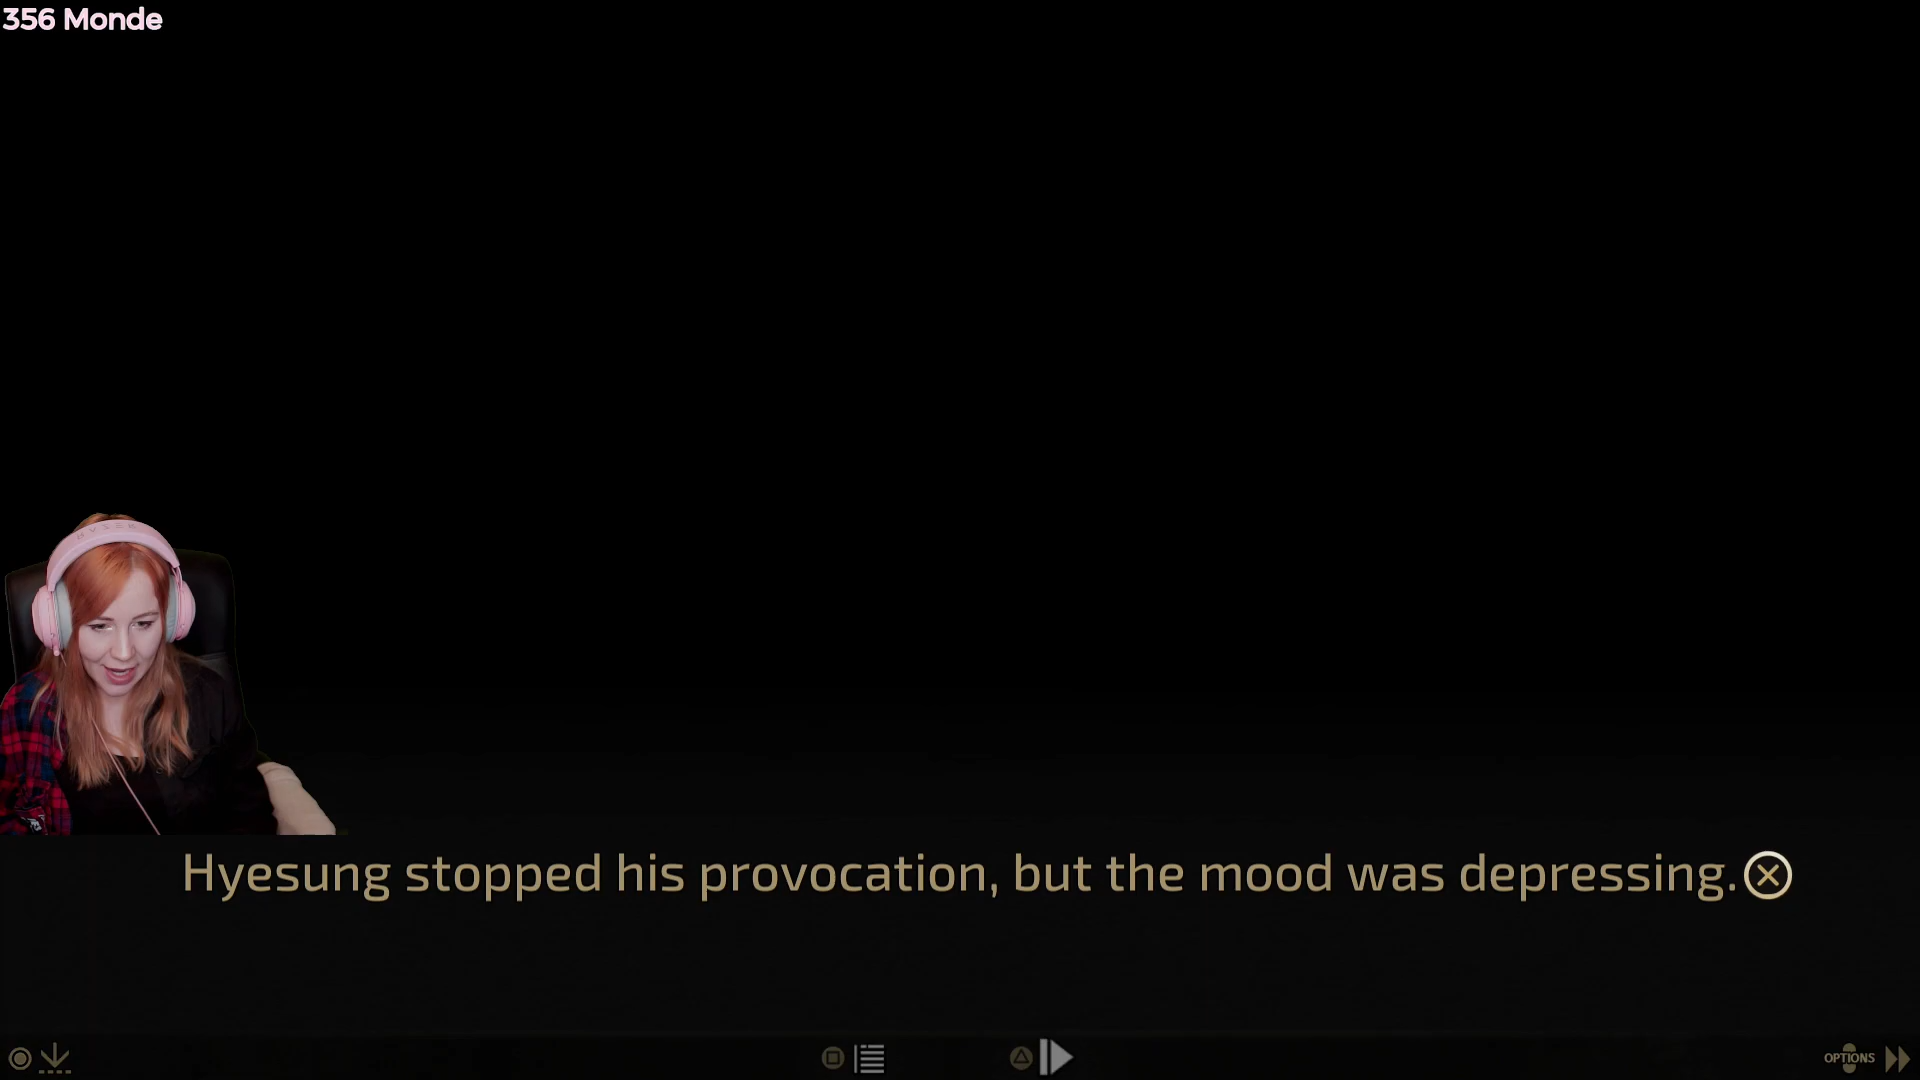 356 Monde
Hyesung stopped his provocation, but the mood was depressing.
OPTIONS